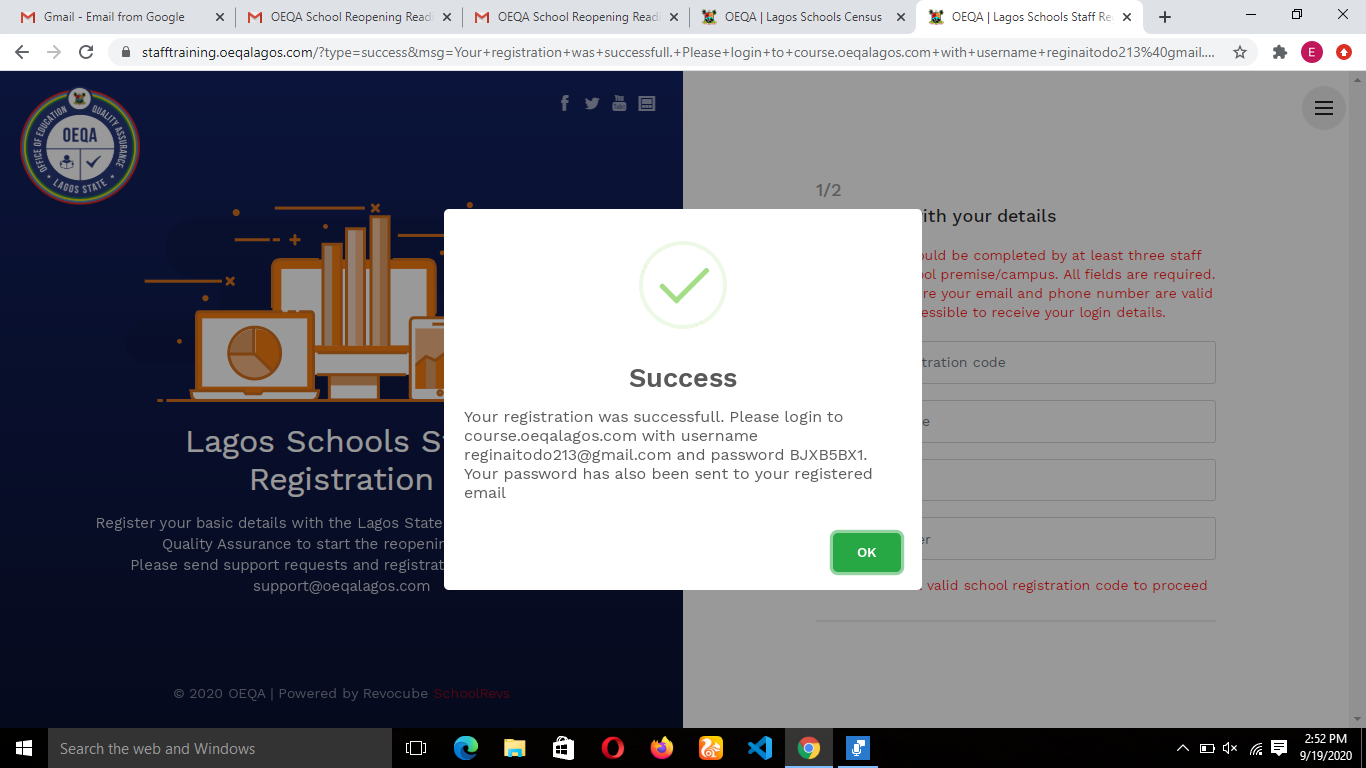 Gmail - Email from Google
OEQA School Reopening Readi
OEQA School Reopening Readi
OEQA | Lagos Schools Census
OEQA | Lagos Schools Staff Re
stafftraining.oeqalagos.com/?type=success&msg=Your+registration+was+successfull.+Please+login+to+course.oeqalagos.com+with+username+reginaitodo213%40gmail....
E
OFFICE OF EDUCATION QUALITY ASSURANCE
OEQA
LAGOS STATE
You Tube
1/2
ith your details
ould be completed by at least three staff
ol premise/campus. All fields are required.
re your email and phone number are valid
essible to receive your login details.
tration code
e
er
valid school registration code to proceed
Success
Your registration was successfull. Please login to
course.oeqalagos.com with username
reginaitodo213@gmail.com and password BJXB5BX1.
Your password has also been sent to your registered
email
OK
Lagos Schools St
Registration
Register your basic details with the Lagos State
Quality Assurance to start the reopenin
Please send support requests and registrat
support@oeqalagos.com
© 2020 OEQA | Powered by Revocube SchoolRevs
Search the web and Windows
2:52 PM
9/19/2020